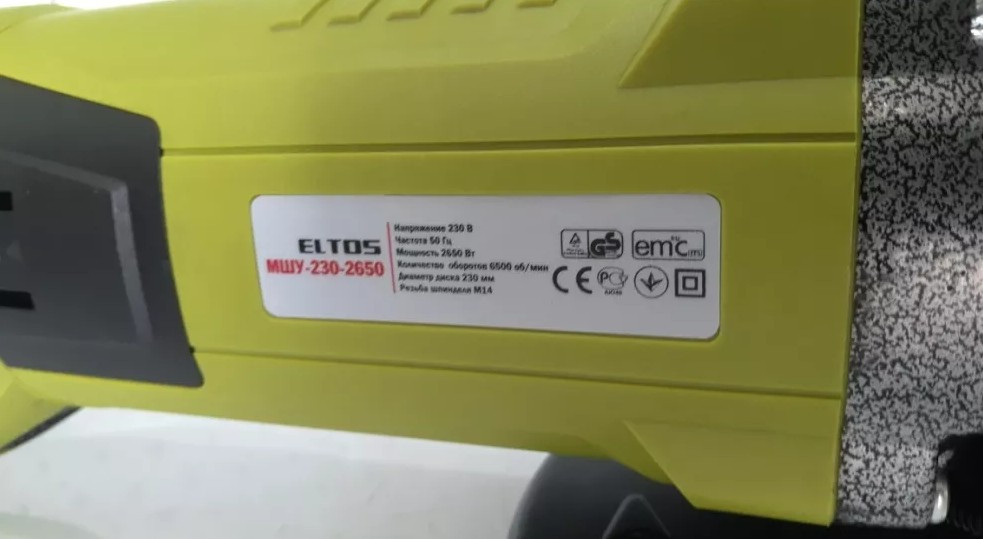 ELTOS
МШУ-230-2650
Напряжение 230 В
Частота 50 Гц
Мощность 2650 Вт
Количество оборотов 6500 об/мин
Диаметр диска 230 мм
Резьба шпинделя М14
GS
emc
CE